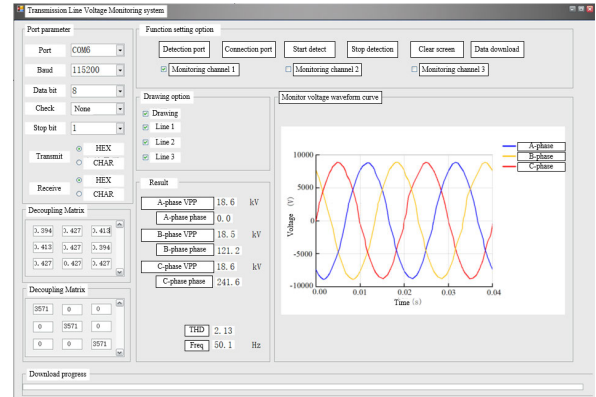 Transmission Line Voltage Monitoring system
Port parameter
Port COM6
Baud 115200
Data bit 8
Check None
Stop bit 1
Transmit HEX
CHAR
Receive HEX
CHAR
Function setting option
Detection port Connection port Start detect Stop detection Clear screen Data download
Monitoring channel 1 Monitoring channel 2 Monitoring channel 3
Drawing option
Drawing
Line 1
Line 2
Line 3
Result
A-phase VPP 18.6 kV
A-phase phase 0.0
B-phase VPP 18.5 kV
B-phase phase 121.2
C-phase VPP 18.6 kV
C-phase phase 241.6
THD 2.13
Freq 50.1 Hz
Decoupling Matrix
0.394 0.427 0.413
0.413 0.427 0.394
0.427 0.427 0.427
Decoupling Matrix
3571 0 0
0 3571 0
0 0 3571
Monitor voltage waveform curve
A-phase
B-phase
C-phase
10000
5000
0
-5000
-10000
Voltage (V)
0.00 0.01 0.02 0.03 0.04
Time (s)
Download progress